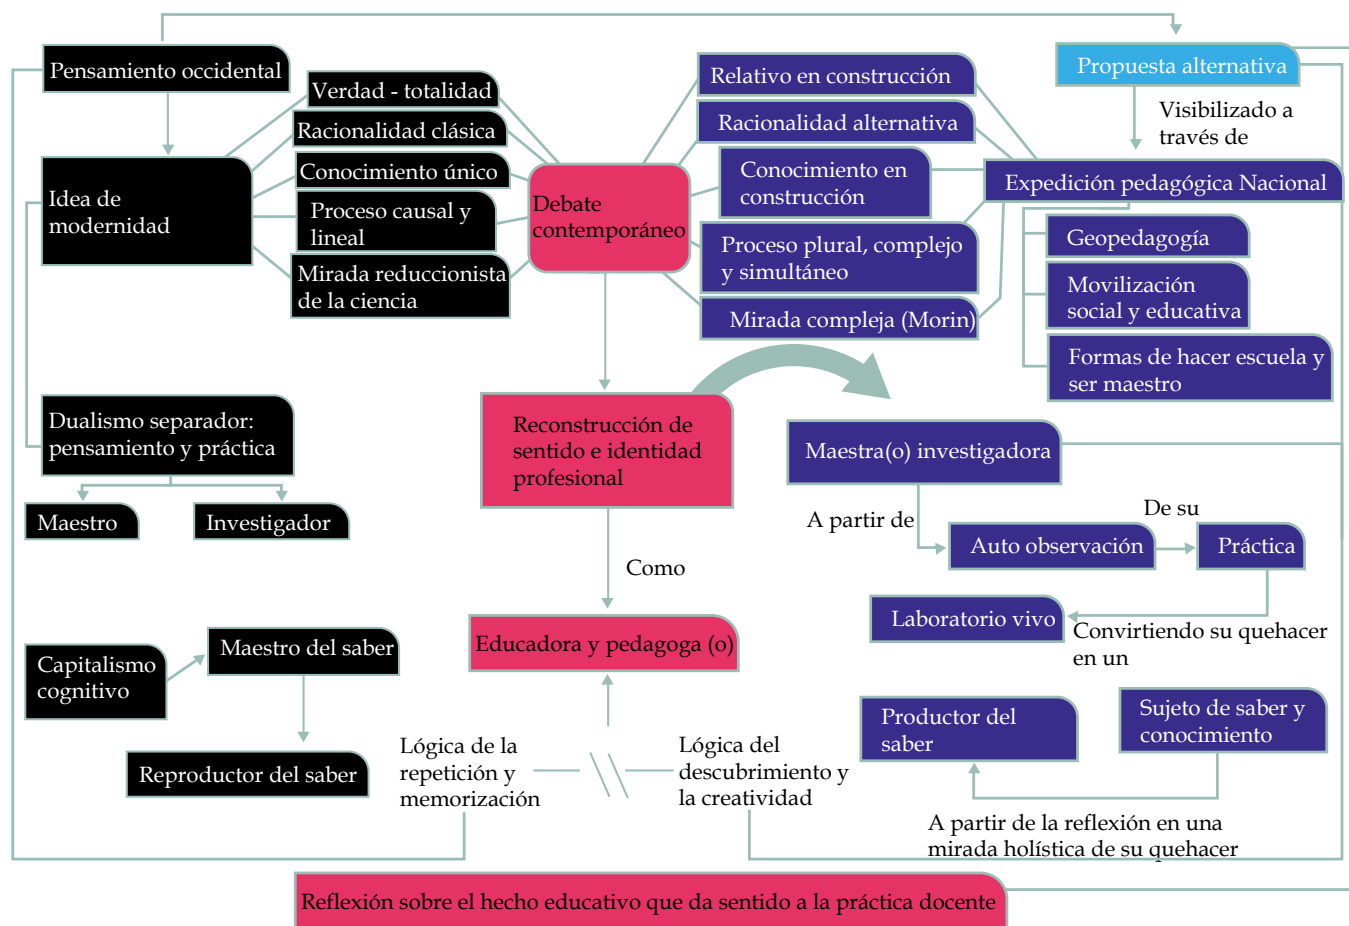 Pensamiento occidental
Propuesta alternativa
Visibilizado a
través de
Idea de
modernidad
Verdad - totalidad
Racionalidad clásica
Conocimiento único
Proceso causal y
lineal
Mirada reduccionista
de la ciencia
Debate
contemporáneo
Relativo en construcción
Racionalidad alternativa
Conocimiento en
construcción
Proceso plural, complejo
y simultáneo
Mirada compleja (Morin)
Expedición pedagógica Nacional
Geopedagogía
Movilización
social y educativa
Formas de hacer escuela y
ser maestro
Dualismo separador:
pensamiento y práctica
Maestro
Investigador
Reconstrucción de
sentido e identidad
profesional
Maestra(o) investigadora
A partir de
Auto observación
De su
Práctica
Convirtiendo su quehacer
en un
Laboratorio vivo
Como
Educadora y pedagoga (o)
Capitalismo
cognitivo
Maestro del saber
Reproductor del saber
Lógica de la
repetición y
memorización
Lógica del
descubrimiento y
la creatividad
Productor del
saber
Sujeto de saber y
conocimiento
A partir de la reflexión en una
mirada holística de su quehacer
Reflexión sobre el hecho educativo que da sentido a la práctica docente